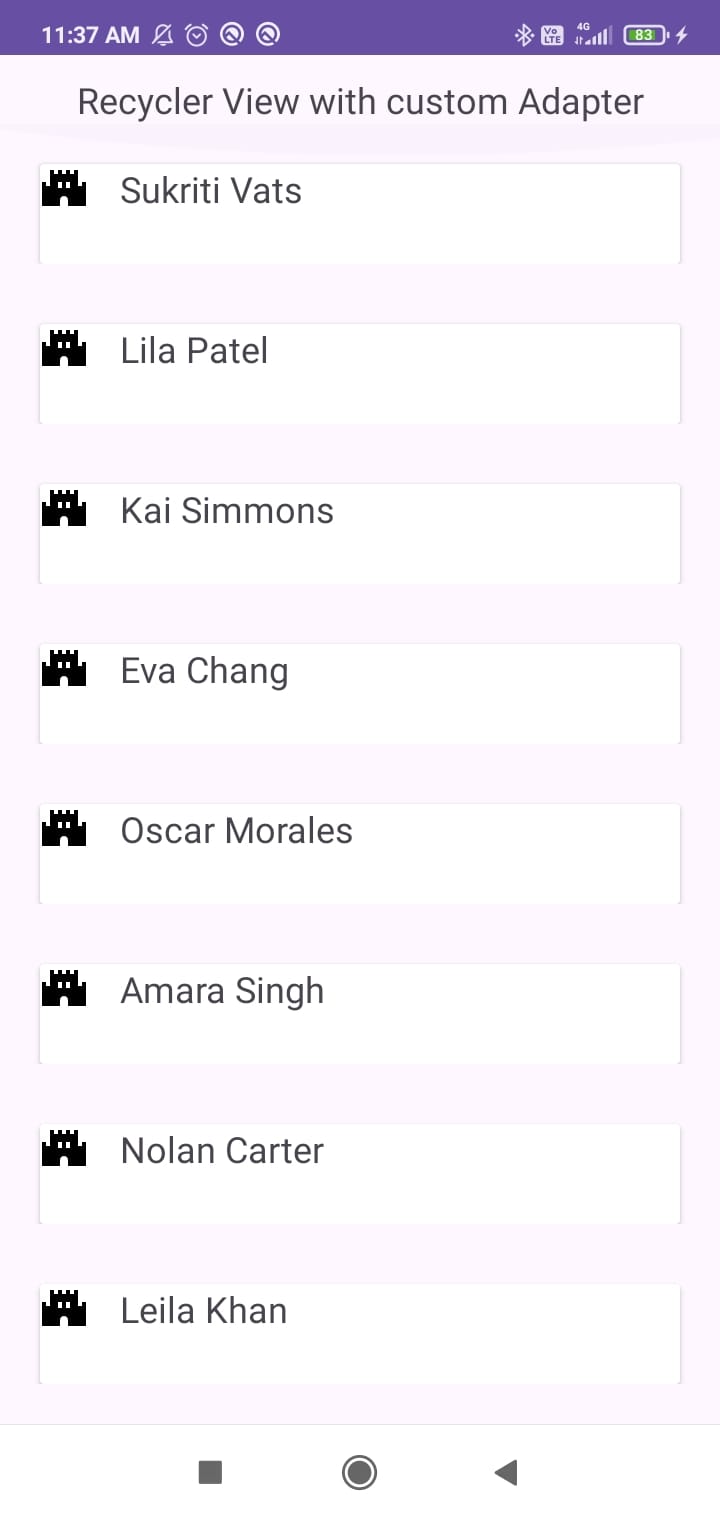 11:37 AM
Vo LTE 4G 83
Recycler View with custom Adapter
Sukriti Vats
Lila Patel
Kai Simmons
Eva Chang
Oscar Morales
Amara Singh
Nolan Carter
Leila Khan